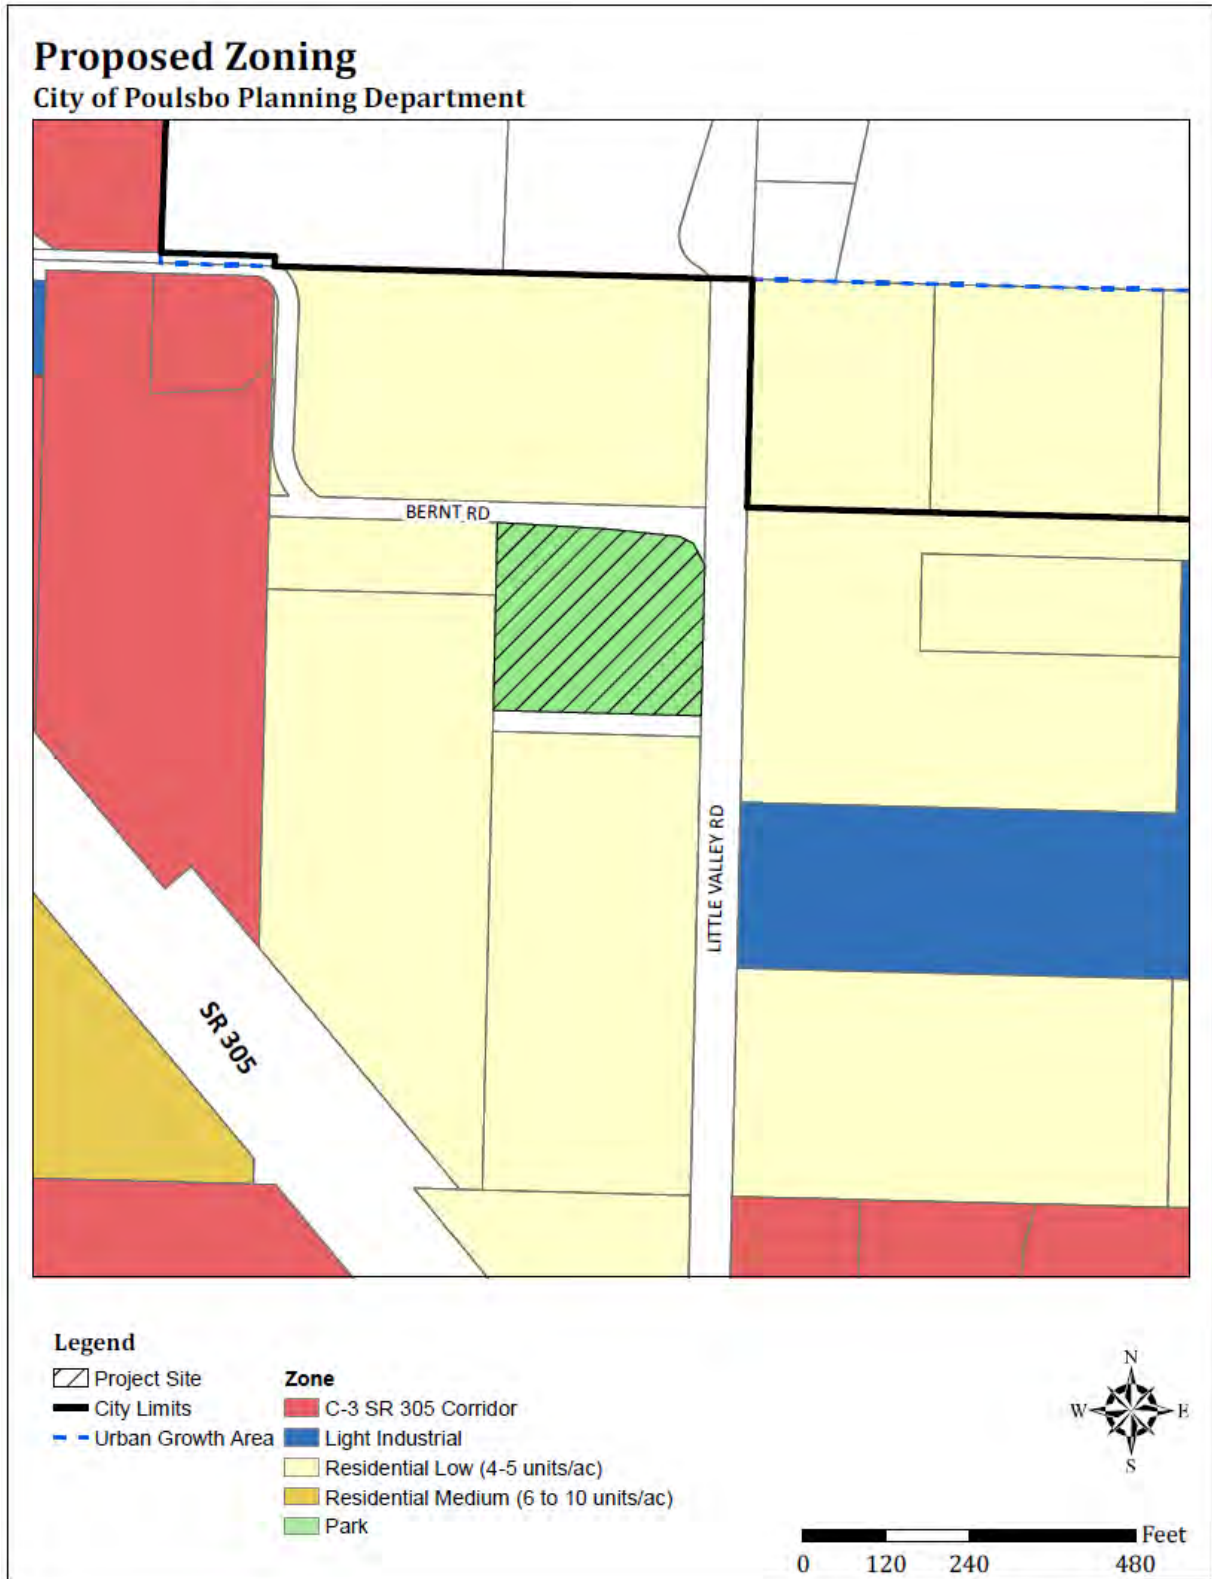 Proposed Zoning
City of Poulsbo Planning Department
BERNT RD
LITTLE VALLEY RD
SR 305
Legend
Project Site
City Limits
Urban Growth Area
Zone
C-3 SR 305 Corridor
Light Industrial
Residential Low (4-5 units/ac)
Residential Medium (6 to 10 units/ac)
Park
N
W E
S
Feet
0 120 240 480